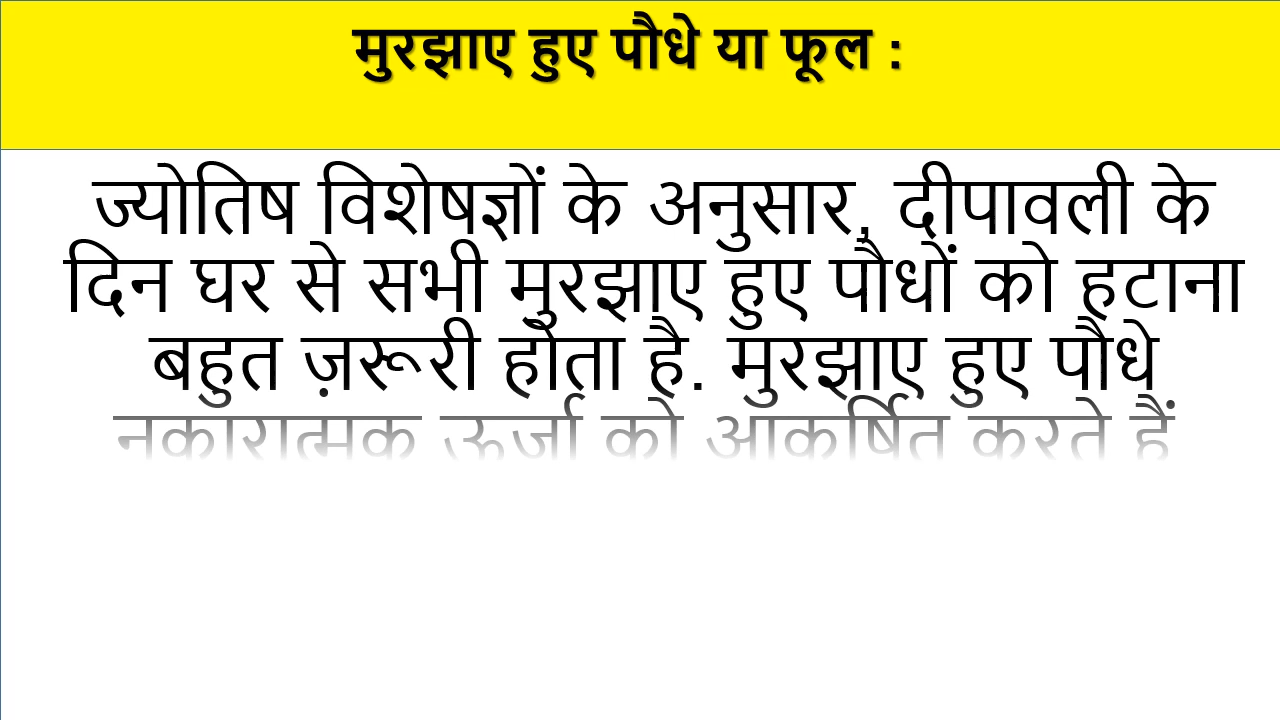 मुरझाए हुए पौधे या फूल :
ज्योतिष विशेषज्ञों के अनुसार, दीपावली के
दिन घर से सभी मुरझाए हुए पौधों को हटाना
बहुत ज़रूरी होता है. मुरझाए हुए पौधे
नकारात्मक ऊर्जा को आकर्षित करते हैं